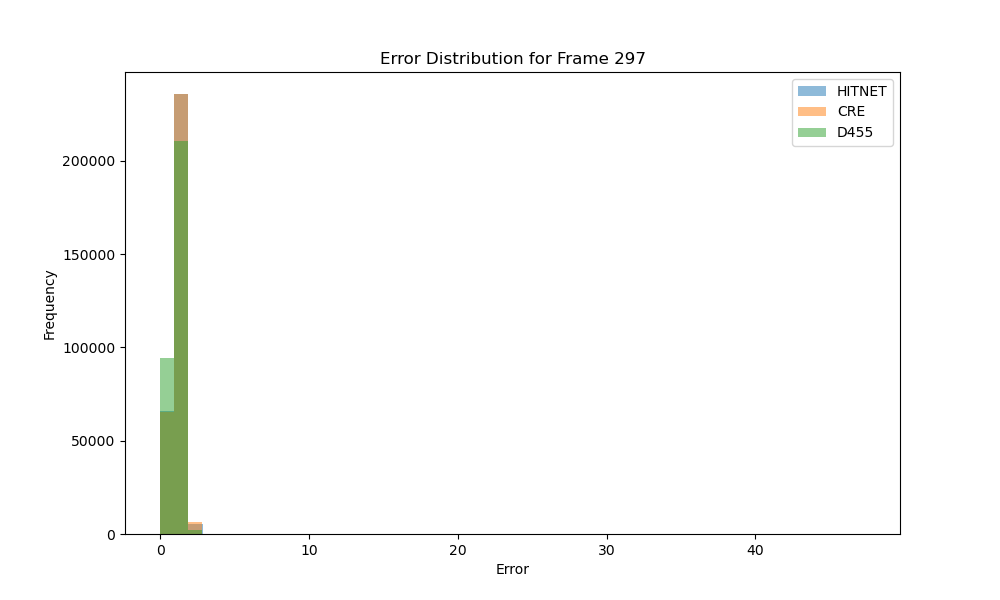 Error Distribution for Frame 297
HITNET
CRE
D455
200000
150000
100000
50000
0
Frequency
0 10 20 30 40
Error